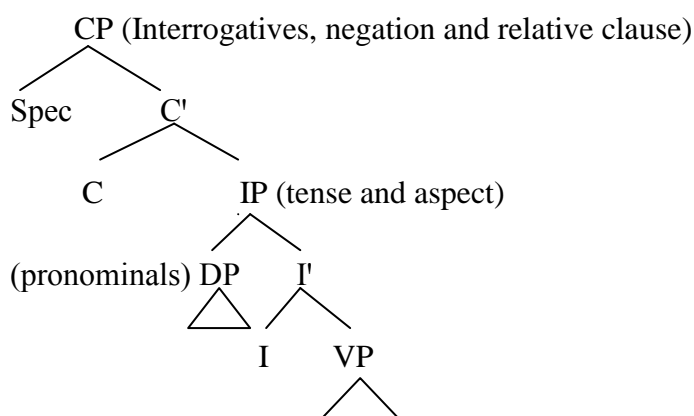 CP (Interrogatives, negation and relative clause)
Spec C'
C IP (tense and aspect)
(pronominals) DP I'
I VP